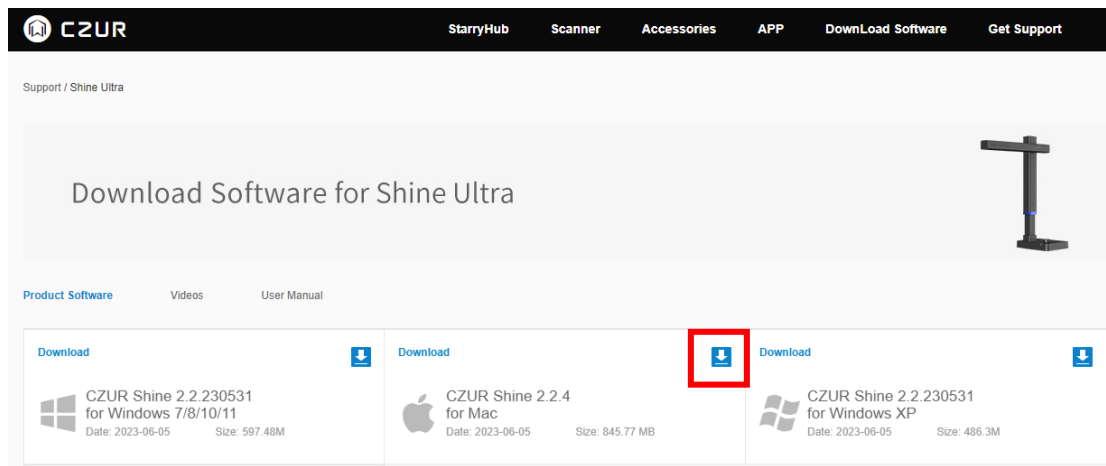 CZUR StarryHub Scanner Accessories APP DownLoad Software Get Support
Support / Shine Ultra
Download Software for Shine Ultra
Product Software Videos User Manual
Download
CZUR Shine 2.2.230531
for Windows 7/8/10/11
Date: 2023-06-05 Size: 597.48M
Download
CZUR Shine 2.2.4
for Mac
Date: 2023-06-05 Size: 845.77 MB
Download
CZUR Shine 2.2.230531
for Windows XP
Date: 2023-06-05 Size: 486.3M